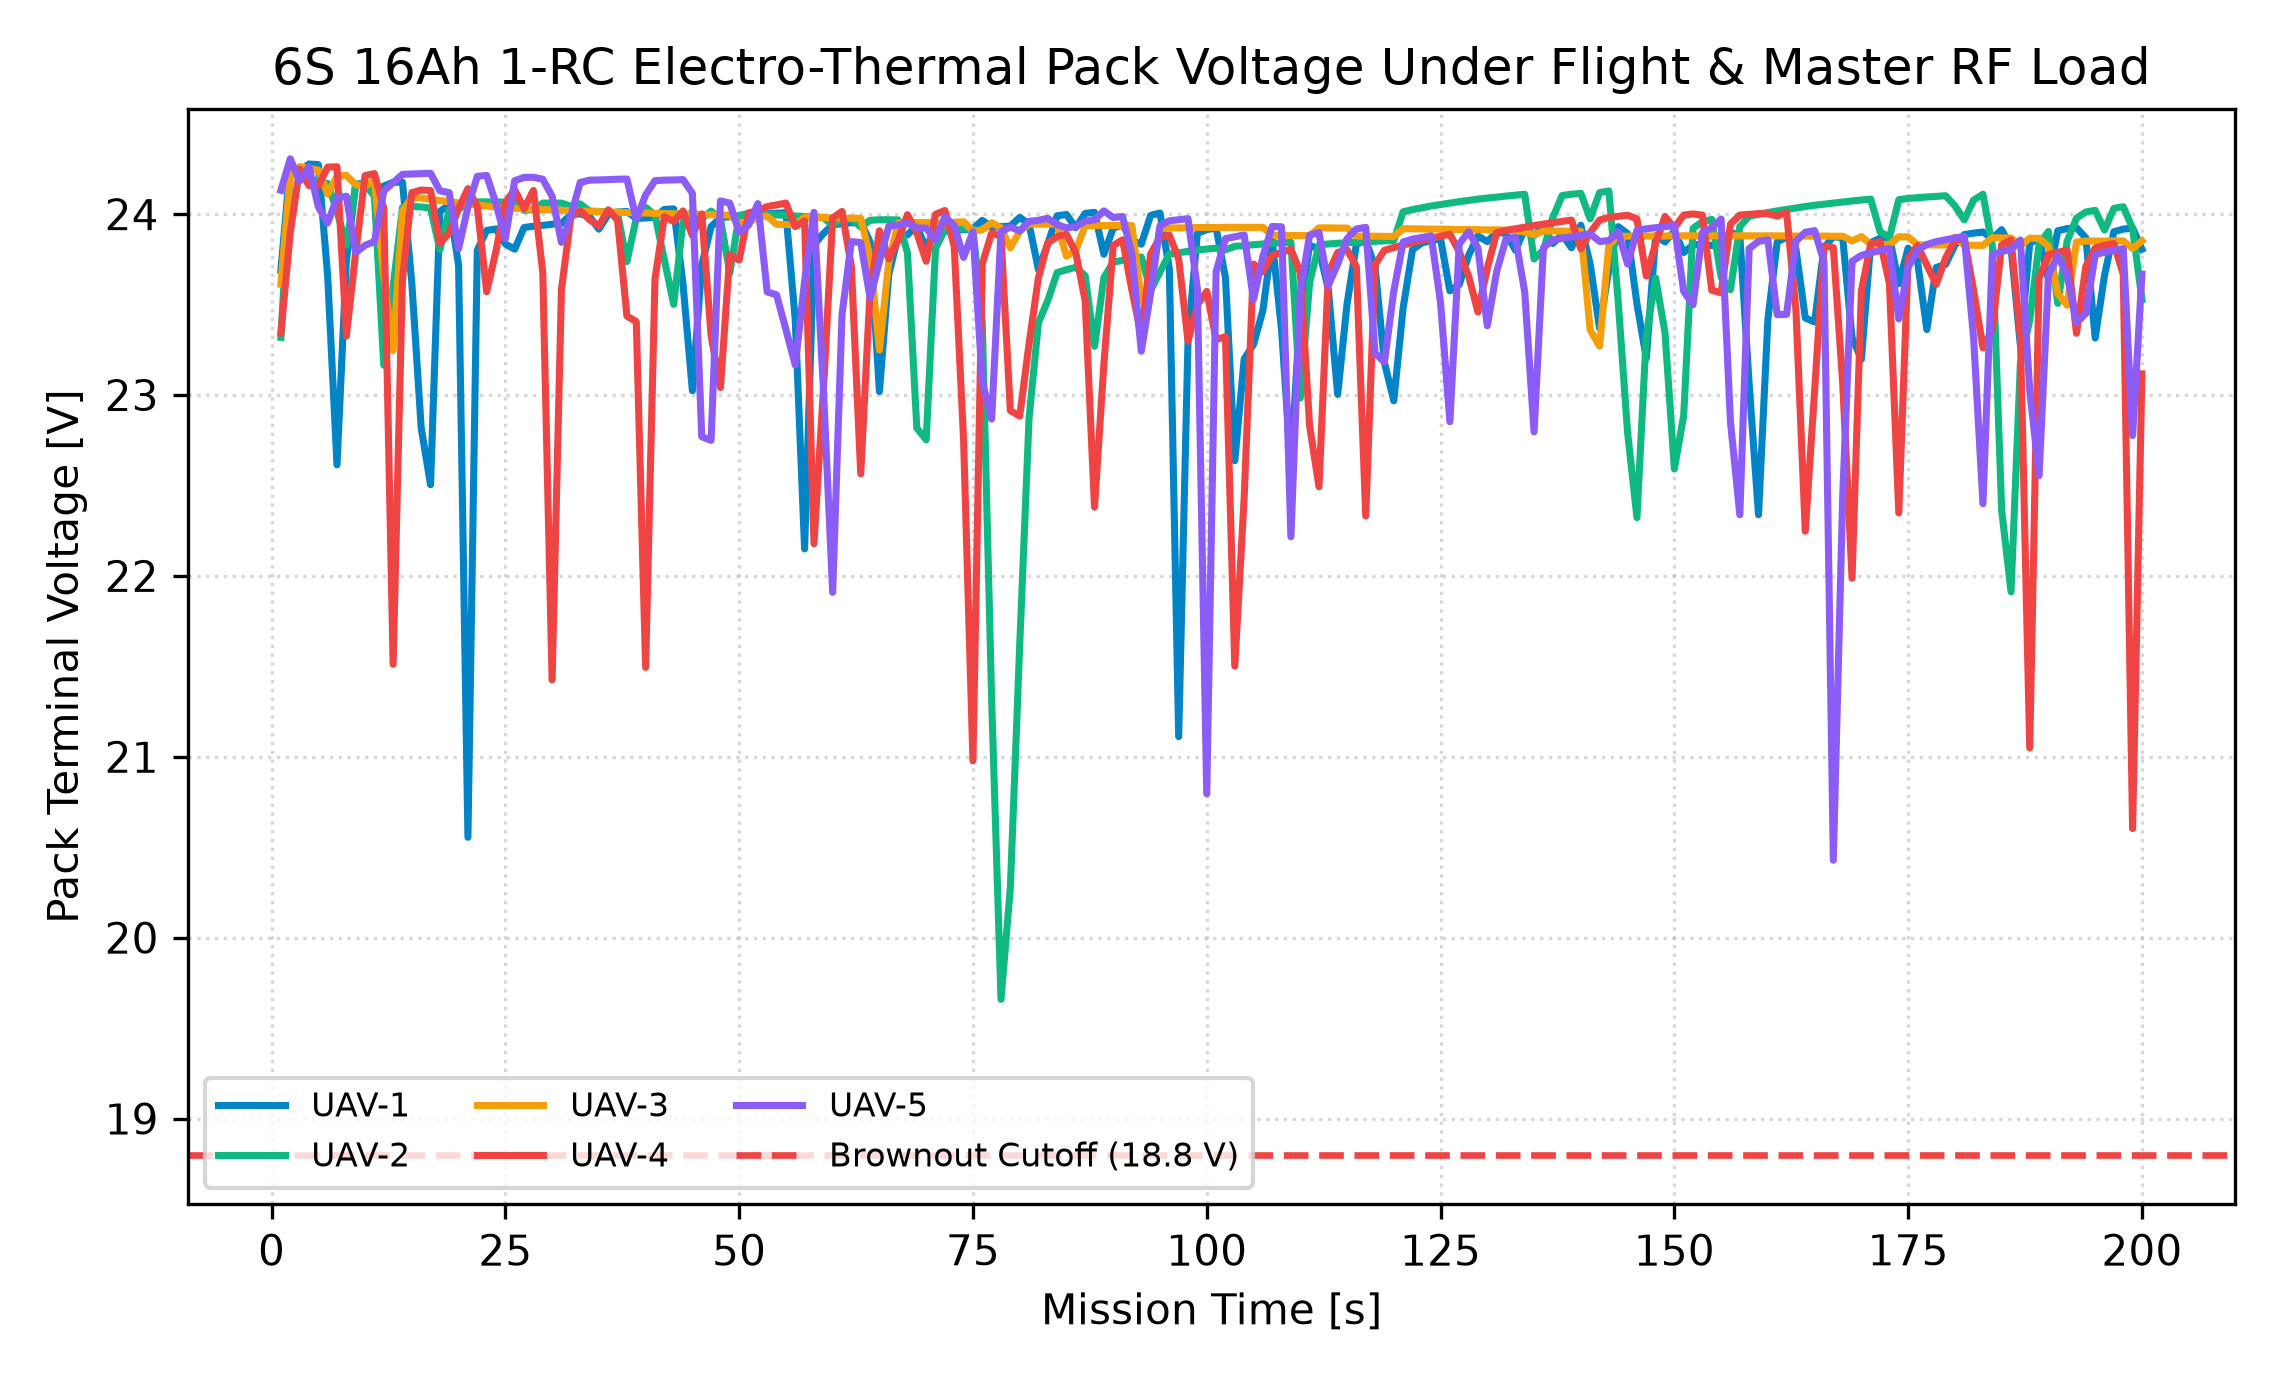 6S 16Ah 1-RC Electro-Thermal Pack Voltage Under Flight & Master RF Load
Pack Terminal Voltage [V]
24
23
22
21
20
19
UAV-1
UAV-2
UAV-3
UAV-4
UAV-5
Brownout Cutoff (18.8 V)
0 25 50 75 100 125 150 175 200
Mission Time [s]